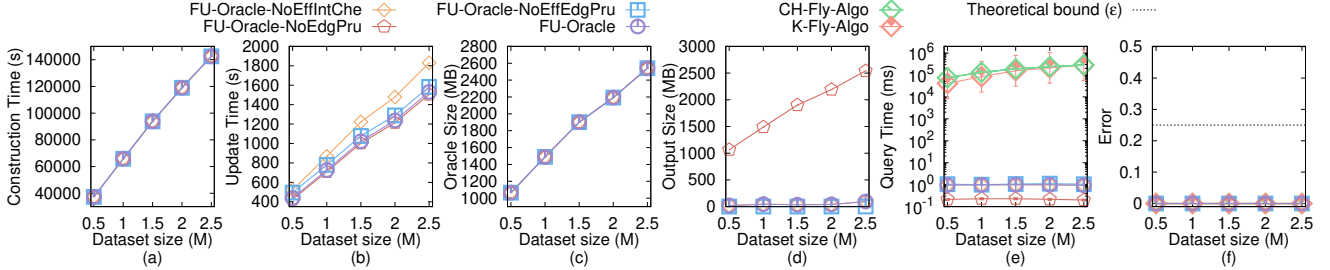 FU-Oracle-NoEffIntChe
FU-Oracle-NoEdgPru
FU-Oracle-NoEffEdgPru
FU-Oracle
CH-Fly-Algo
K-Fly-Algo
Theoretical bound (ε)
Construction Time (s)
140000
120000
100000
80000
60000
40000
0.5 1 1.5 2 2.5
Dataset size (M)
(a)
Update Time (s)
2000
1800
1600
1400
1200
1000
800
600
400
0.5 1 1.5 2 2.5
Dataset size (M)
(b)
Oracle Size (MB)
2800
2600
2400
2200
2000
1800
1600
1400
1200
1000
0.5 1 1.5 2 2.5
Dataset size (M)
(c)
Output Size (MB)
3000
2500
2000
1500
1000
500
0
0.5 1 1.5 2 2.5
Dataset size (M)
(d)
Query Time (ms)
10^6
10^5
10^4
10^3
10^2
10^1
10^0
10^-1
0.5 1 1.5 2 2.5
Dataset size (M)
(e)
Error
0.5
0.4
0.3
0.2
0.1
0
0.5 1 1.5 2 2.5
Dataset size (M)
(f)